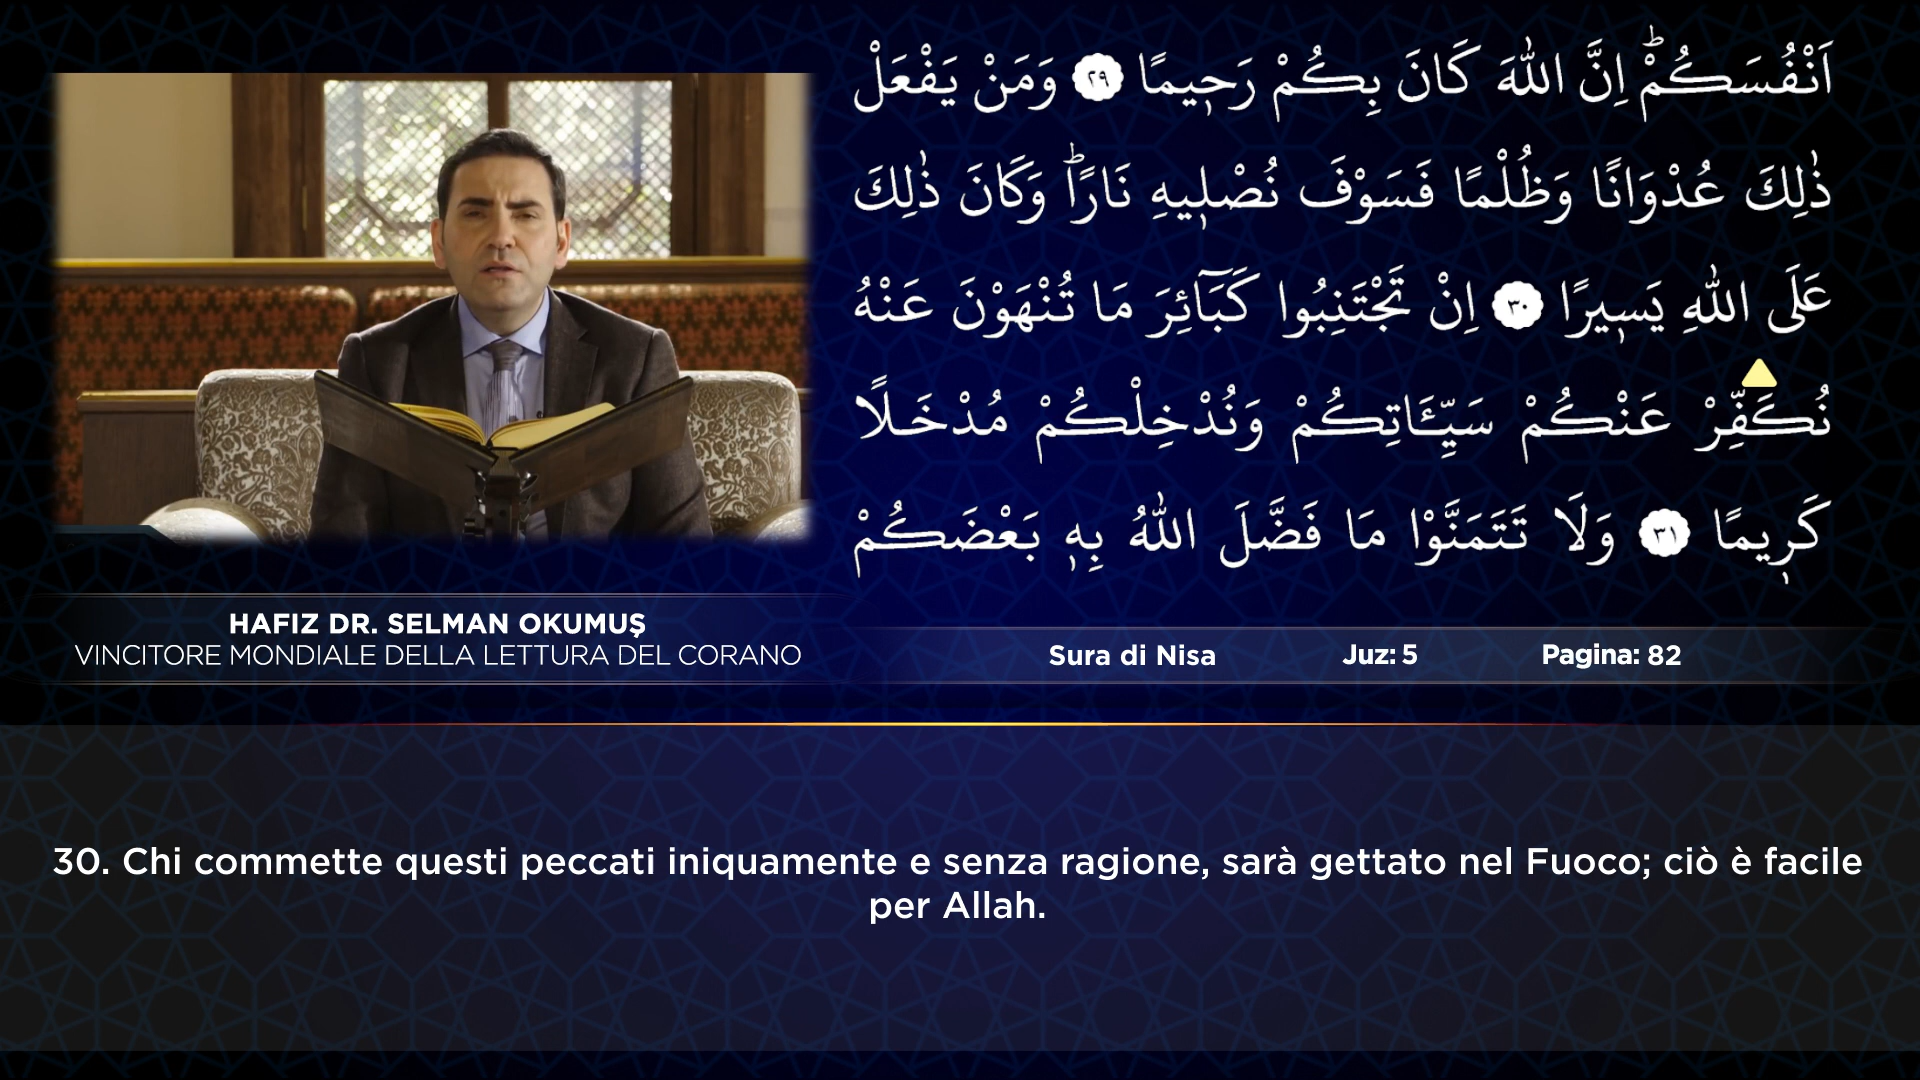 اَنْفُسَكُمْۜ اِنَّ اللّٰهَ كَانَ بِكُمْ رَحٖيمًا ﴿٢٩﴾ وَمَنْ يَفْعَلْ
ذٰلِكَ عُدْوَانًا وَظُلْمًا فَسَوْفَ نُصْلٖيهِ نَارًاؕ وَكَانَ ذٰلِكَ
عَلَى اللّٰهِ يَسٖيرًا ﴿٣٠﴾ اِنْ تَجْتَنِبُوا كَبَٓائِرَ مَا تُنْهَوْنَ عَنْهُ
نُكَفِّرْ عَنْكُمْ سَيِّـَٔاتِكُمْ وَنُدْخِلْكُمْ مُدْخَلًا
كَرٖيمًا ﴿٣١﴾ وَلَا تَتَمَنَّوْا مَا فَضَّلَ اللّٰهُ بِهٖ بَعْضَكُمْ
HAFIZ DR. SELMAN OKUMUŞ
VINCITORE MONDIALE DELLA LETTURA DEL CORANO
Sura di Nisa Juz: 5 Pagina: 82
30. Chi commette questi peccati iniquamente e senza ragione, sarà gettato nel Fuoco; ciò è facile
per Allah.